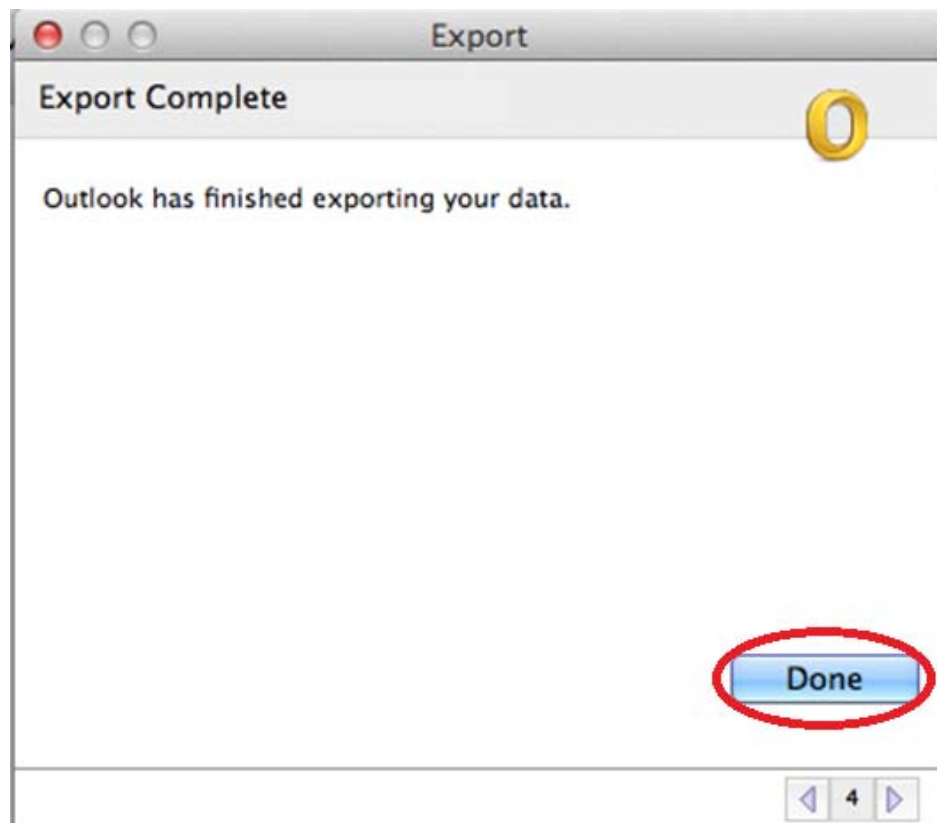 Export
Export Complete
O
Outlook has finished exporting your data.
Done
4